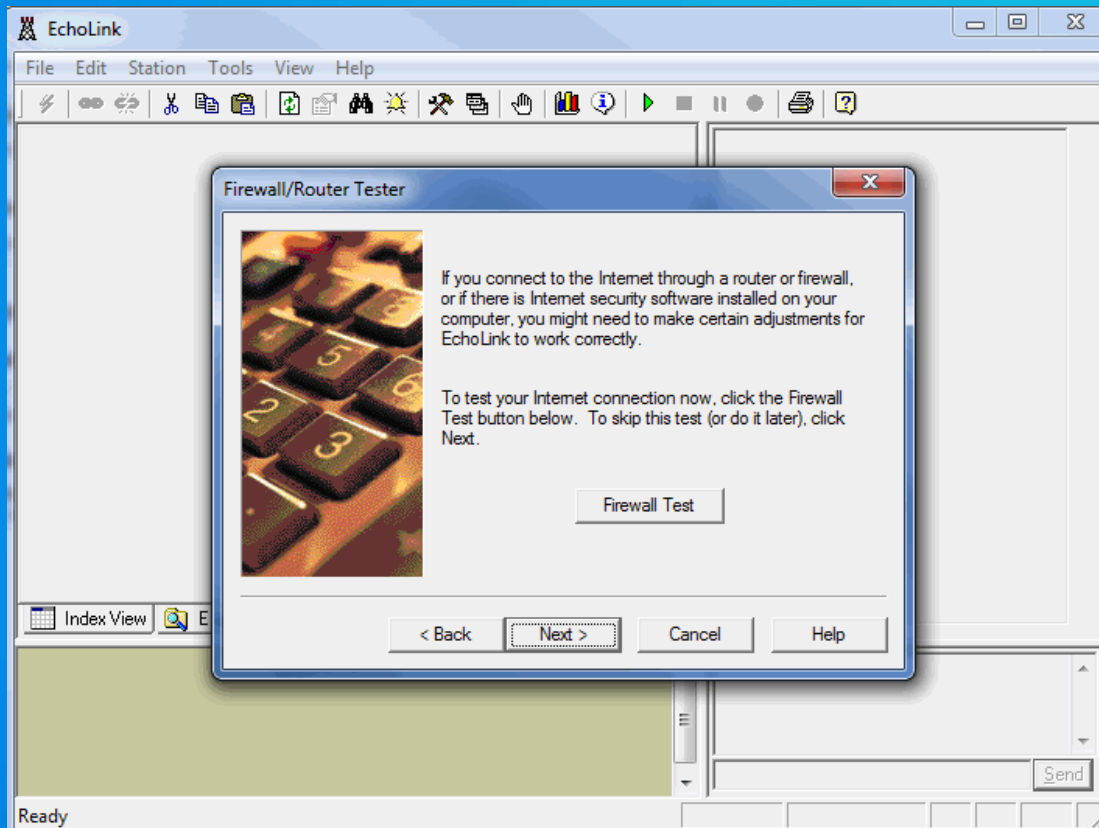 EchoLink
File Edit Station Tools View Help
Firewall/Router Tester
If you connect to the Internet through a router or firewall,
or if there is Internet security software installed on your
computer, you might need to make certain adjustments for
EchoLink to work correctly.
To test your Internet connection now, click the Firewall
Test button below. To skip this test (or do it later), click
Next.
Firewall Test
Index View E
< Back Next > Cancel Help
Send
Ready